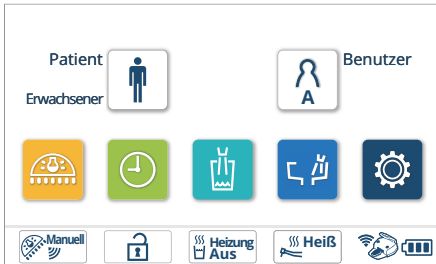 Patient
Erwachsener
Benutzer
A
Manuell
Heizung
Aus
Heiß